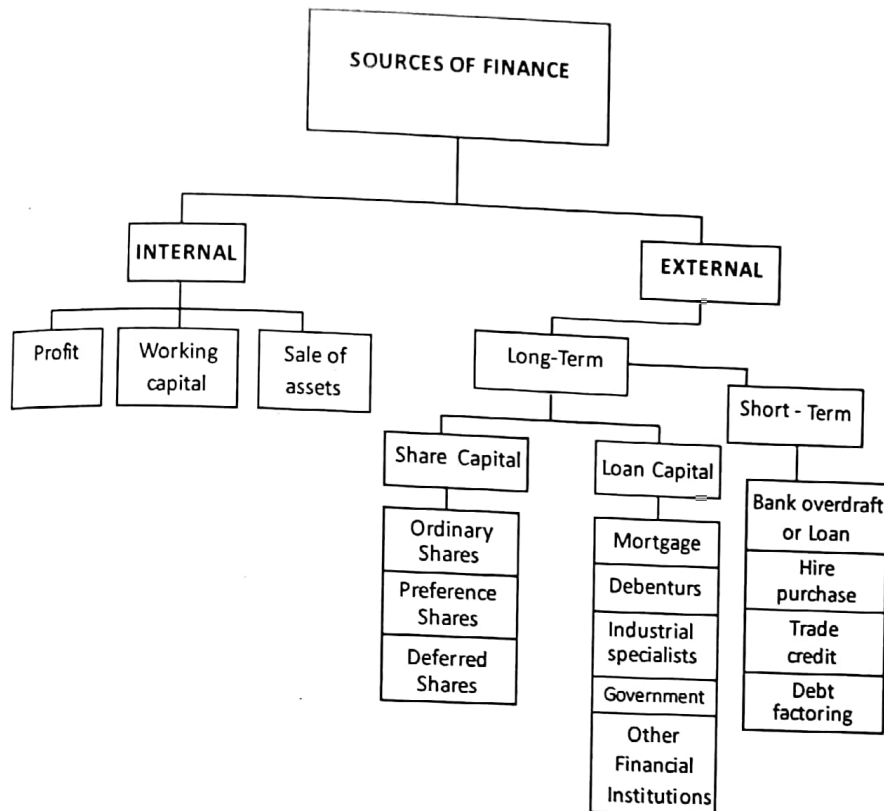 SOURCES OF FINANCE
INTERNAL
EXTERNAL
Profit
Working
capital
Sale of
assets
Long-Term
Short - Term
Share Capital
Loan Capital
Ordinary
Shares
Preference
Shares
Deferred
Shares
Mortgage
Debenturs
Industrial
specialists
Government
Other
Financial
Institutions
Bank overdraft
or Loan
Hire
purchase
Trade
credit
Debt
factoring